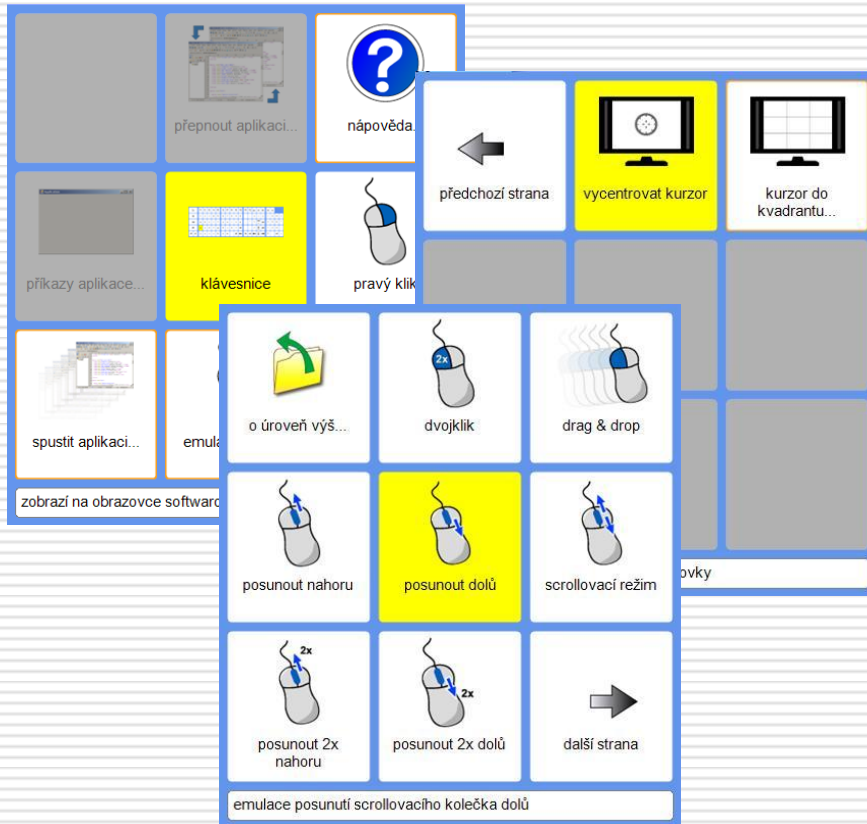 přepnout aplikaci...
nápověda...
příkazy aplikace...
klávesnice
pravý klik
spustit aplikaci...
zobrazí na obrazovce
předchozí strana
vycentrovat kurzor
kurzor do
kvadrantu...
o úroveň výš...
2x
dvojklik
drag & drop
posunout nahoru
posunout dolů
scrollovací režim
2x
posunout 2x
nahoru
2x
posunout 2x dolů
další strana
emulace posunutí scrollovacího kolečka dolů